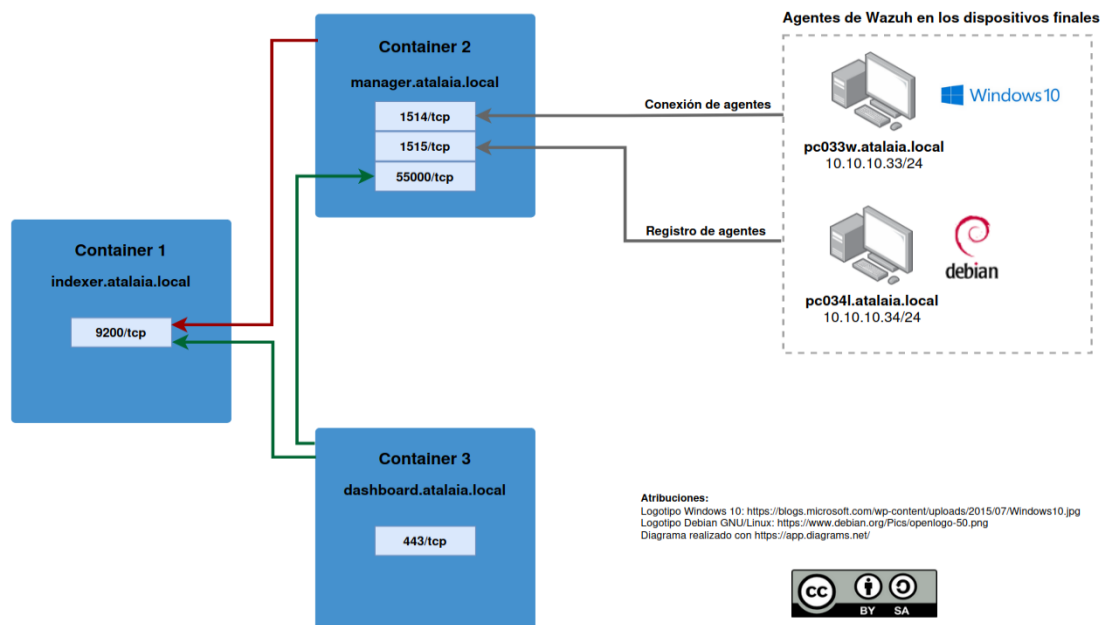 Agentes de Wazuh en los dispositivos finales
Container 2
manager.atalaia.local
1514/tcp
1515/tcp
55000/tcp
Conexión de agentes
Registro de agentes
Windows 10
pc033w.atalaia.local
10.10.10.33/24
debian
pc034l.atalaia.local
10.10.10.34/24
Container 1
indexer.atalaia.local
9200/tcp
Container 3
dashboard.atalaia.local
443/tcp
Atribuciones:
Logotipo Windows 10: https://blogs.microsoft.com/wp-content/uploads/2015/07/Windows10.jpg
Logotipo Debian GNU/Linux: https://www.debian.org/Pics/openlogo-50.png
Diagrama realizado con https://app.diagrams.net/
cc
BY SA